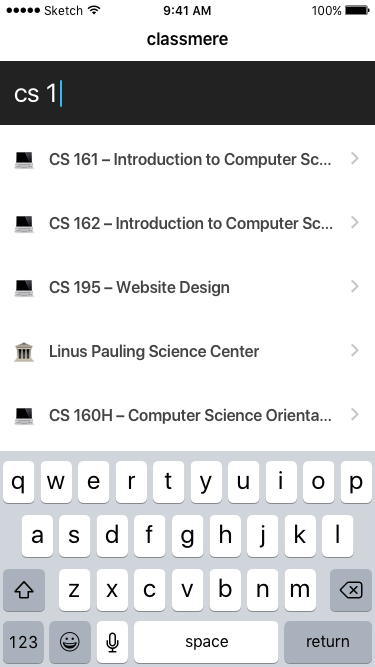 Sketch 9:41 AM 100%
classmere
cs 1
CS 161 – Introduction to Computer Sc...
CS 162 – Introduction to Computer Sc...
CS 195 – Website Design
Linus Pauling Science Center
CS 160H – Computer Science Orienta...
q w e r t y u i o p
a s d f g h j k l
z x c v b n m
123 space return